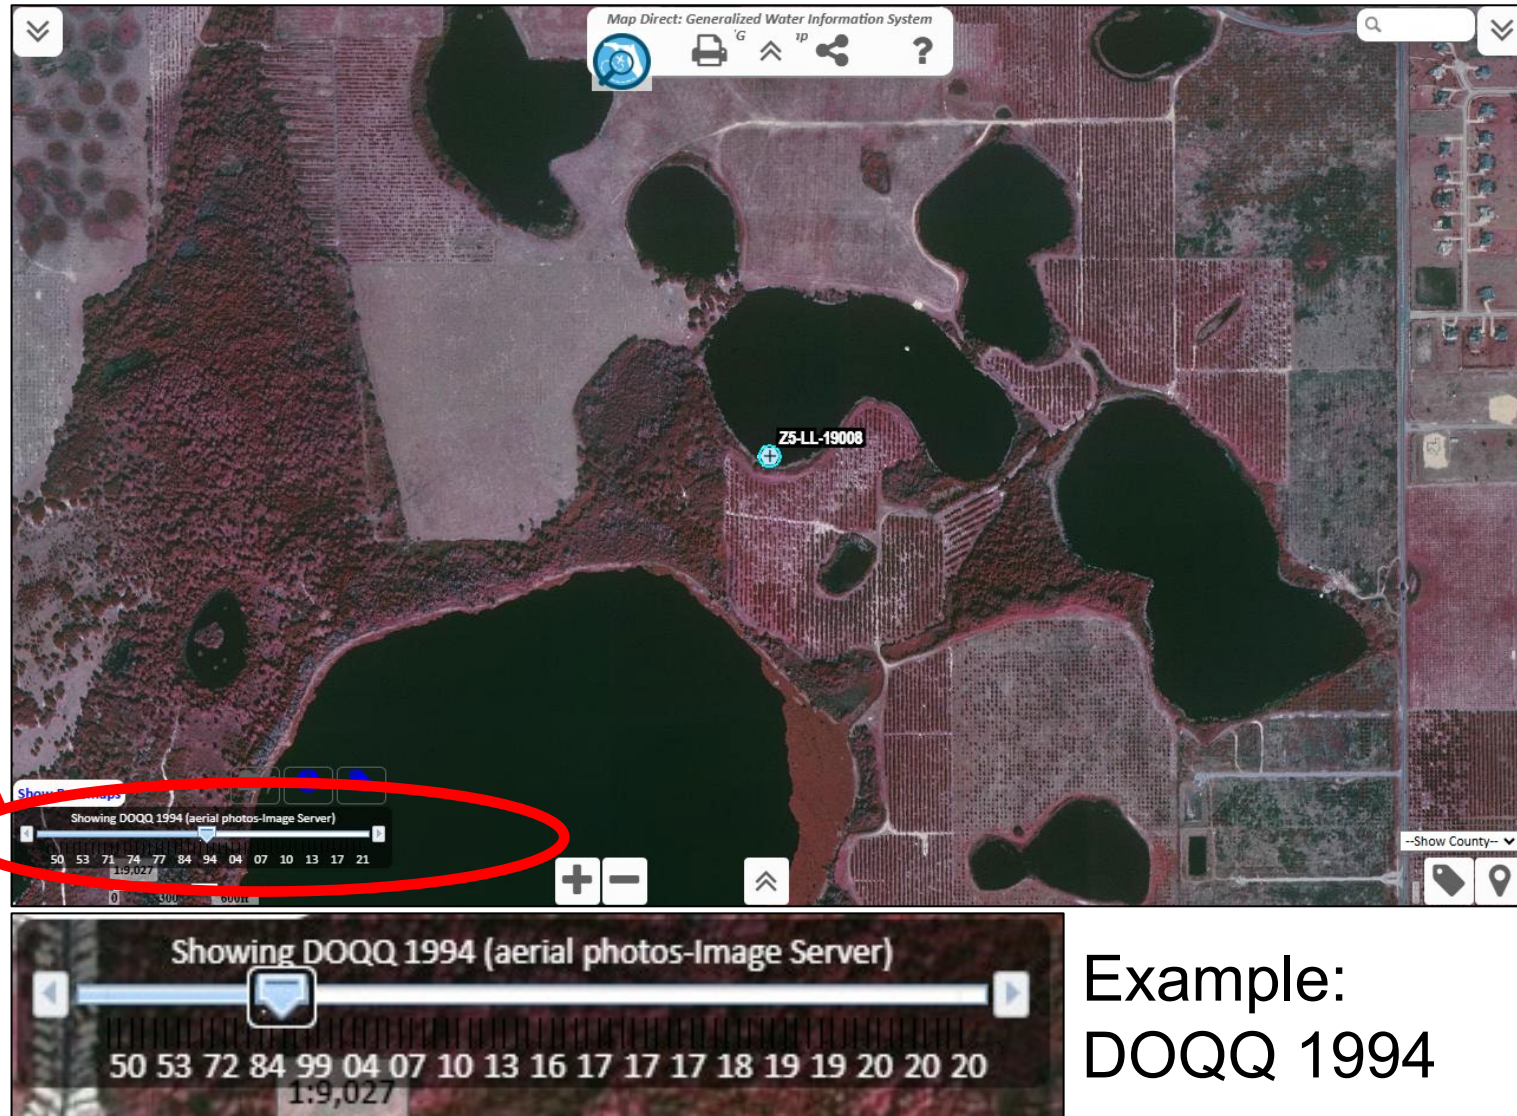 Map Direct: Generalized Water Information System
Z5-LL-19008
Showing DOQQ 1994 (aerial photos-Image Server)
50 53 71 74 77 84 94 04 07 10 13 17 21
1:9,027
0 300 600ft
--Show County--
Showing DOQQ 1994 (aerial photos-Image Server)
50 53 72 84 99 04 07 10 13 16 17 17 17 18 19 19 20 20 20
1:9,027
Example:
DOQQ 1994